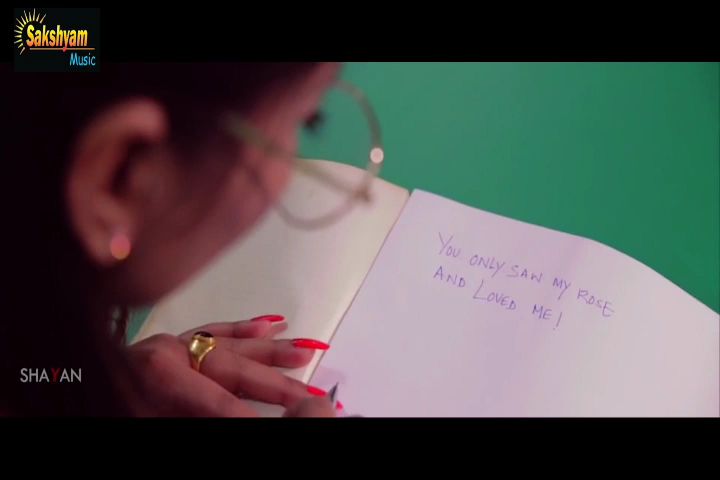 Sakshyam
Music
YOU ONLY SAW MY ROSE
AND LOVED ME!
SHAYAN